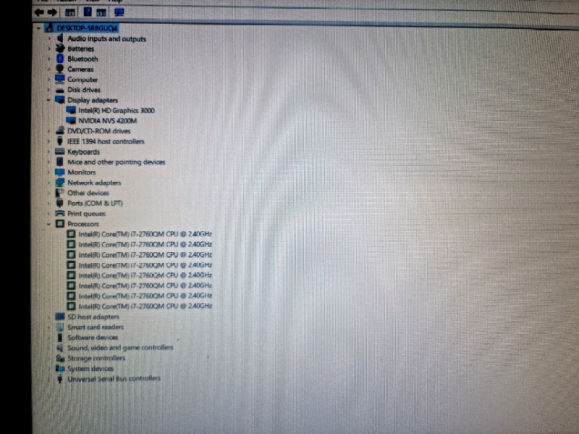 Audio inputs and outputs
Batteries
Bluetooth
Cameras
Computer
Disk drives
Display adapters
Intel(R) HD Graphics 3000
NVIDIA NVS 4200M
DVD/CD-ROM drives
IEEE 1394 host controllers
Keyboards
Mice and other pointing devices
Monitors
Network adapters
Other devices
Ports (COM & LPT)
Print queues
Processors
Intel(R) Core(TM) i7-2760QM CPU @ 2.40GHz
Intel(R) Core(TM) i7-2760QM CPU @ 2.40GHz
Intel(R) Core(TM) i7-2760QM CPU @ 2.40GHz
Intel(R) Core(TM) i7-2760QM CPU @ 2.40GHz
Intel(R) Core(TM) i7-2760QM CPU @ 2.40GHz
Intel(R) Core(TM) i7-2760QM CPU @ 2.40GHz
Intel(R) Core(TM) i7-2760QM CPU @ 2.40GHz
Intel(R) Core(TM) i7-2760QM CPU @ 2.40GHz
SD host adapters
Smart card readers
Software devices
Sound, video and game controllers
Storage controllers
System devices
Universal Serial Bus controllers